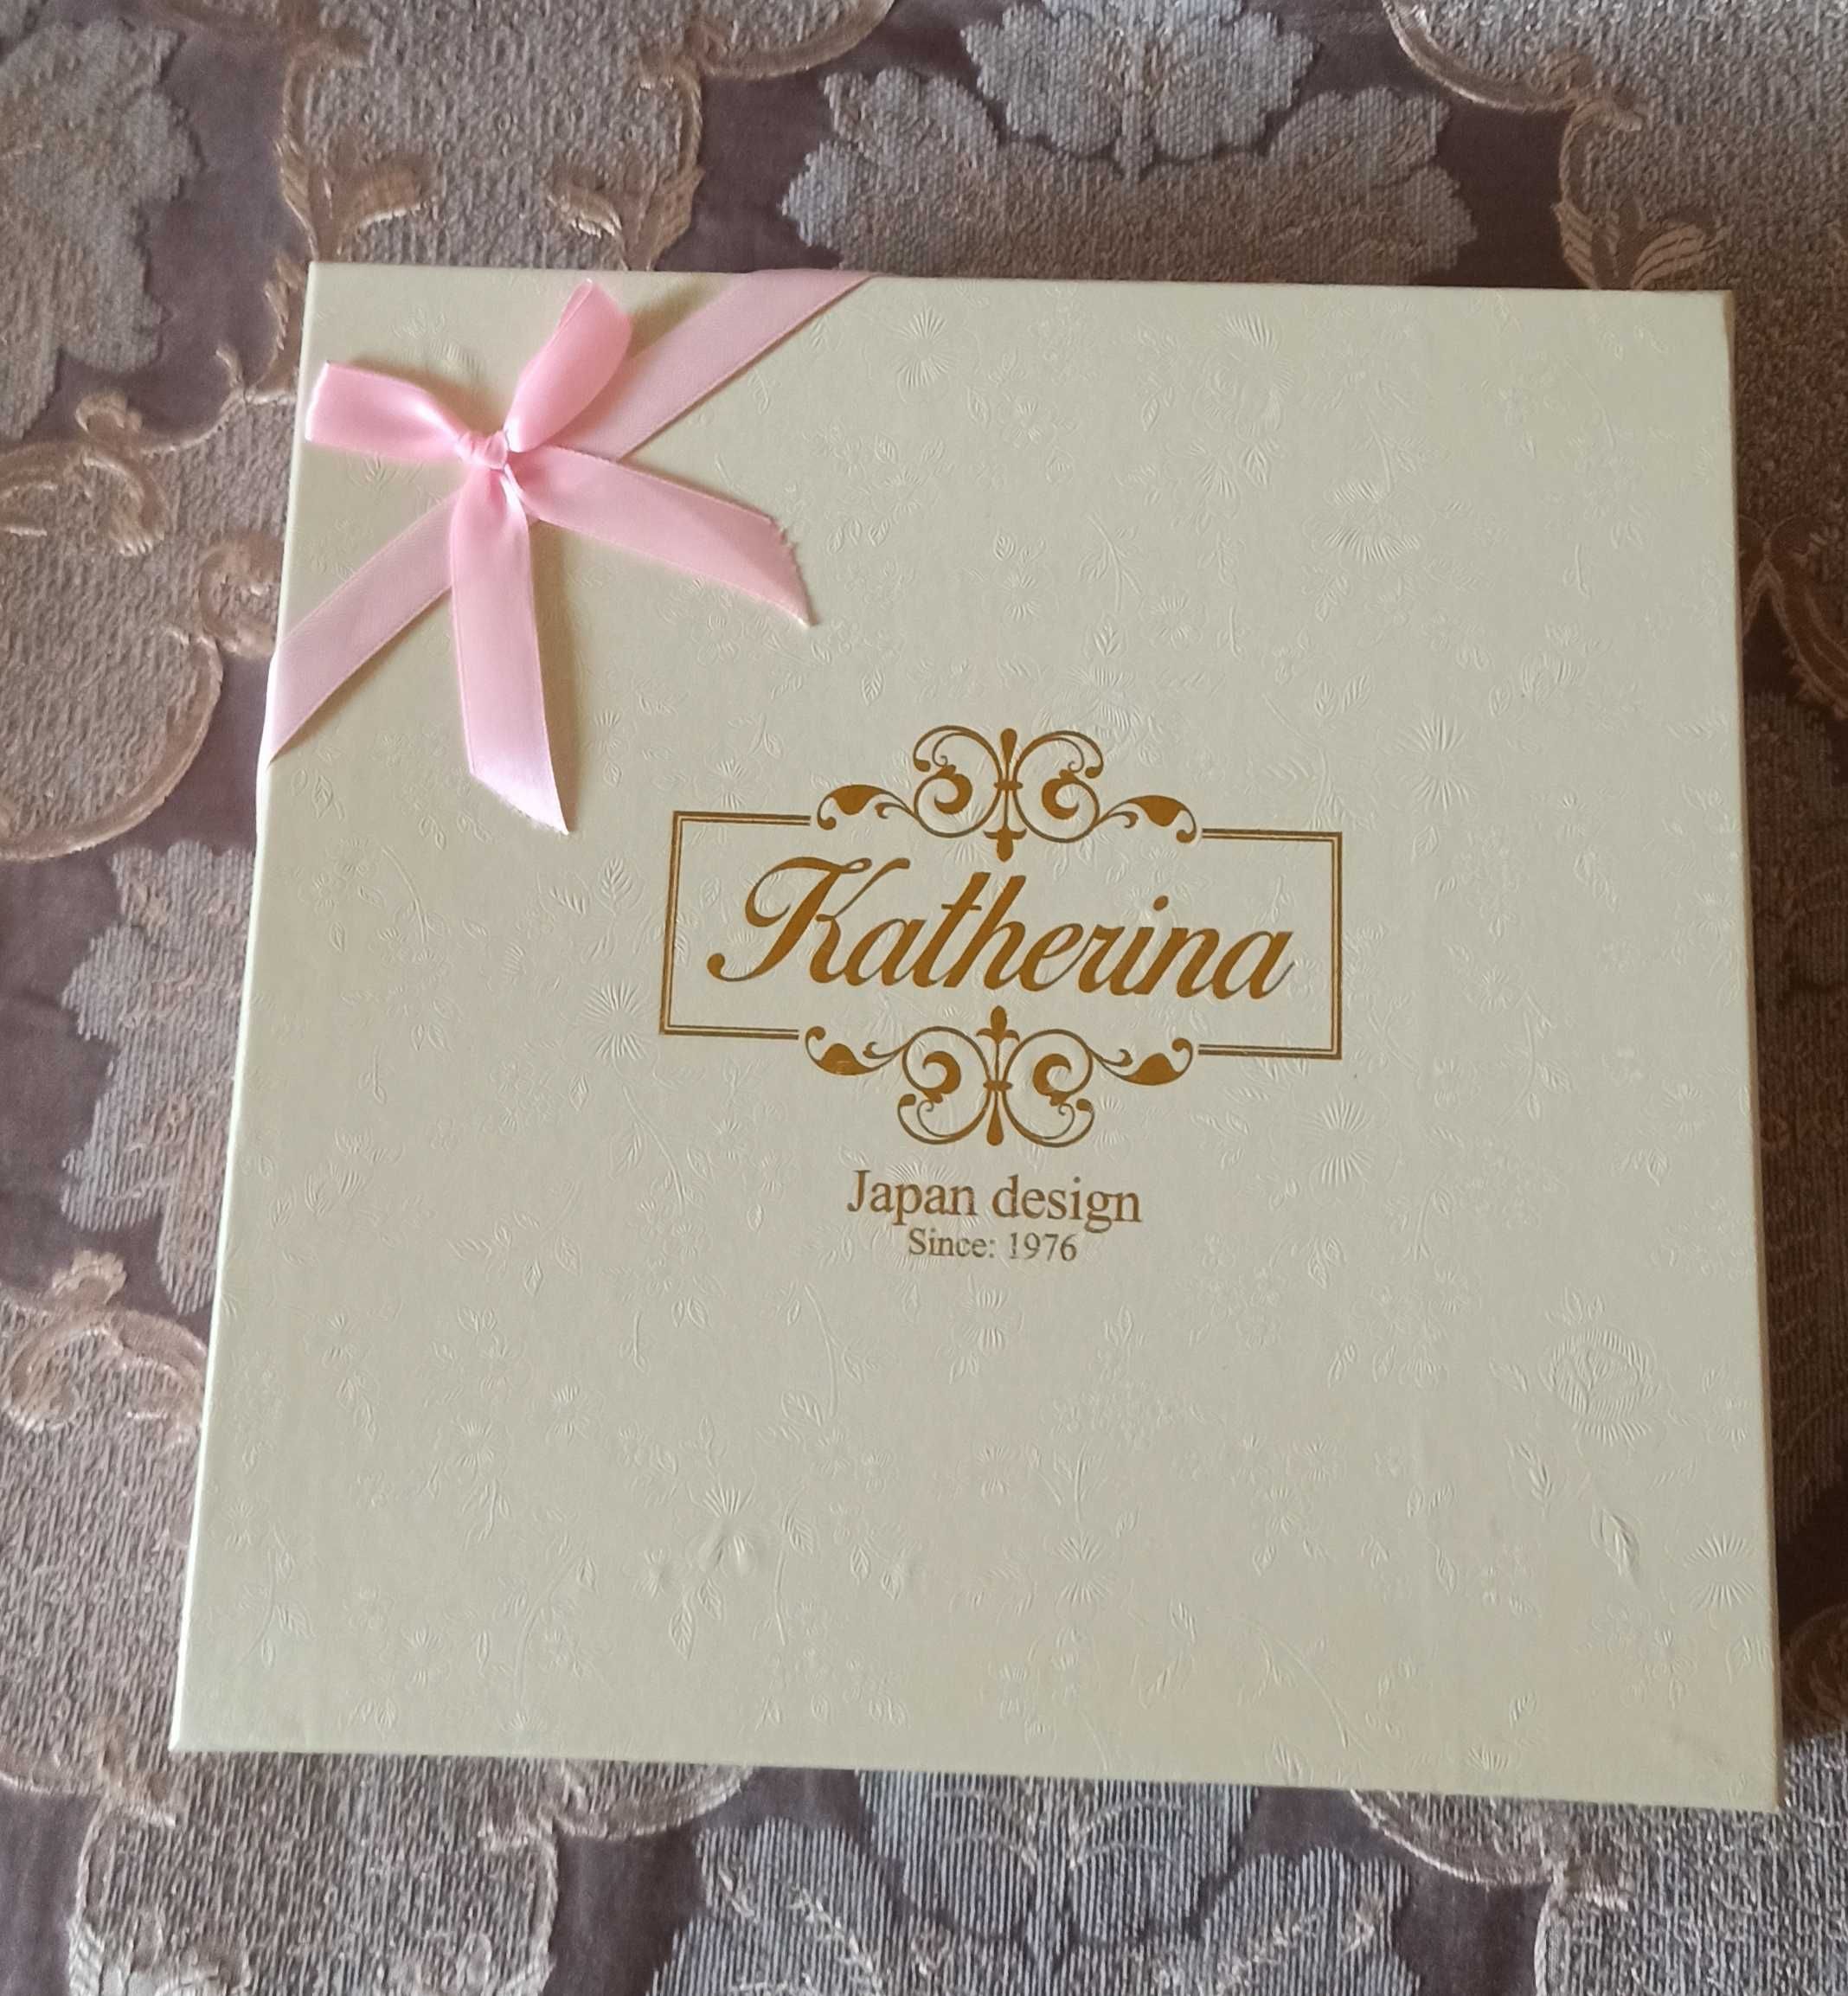 Katherina
Japan design
Since: 1976